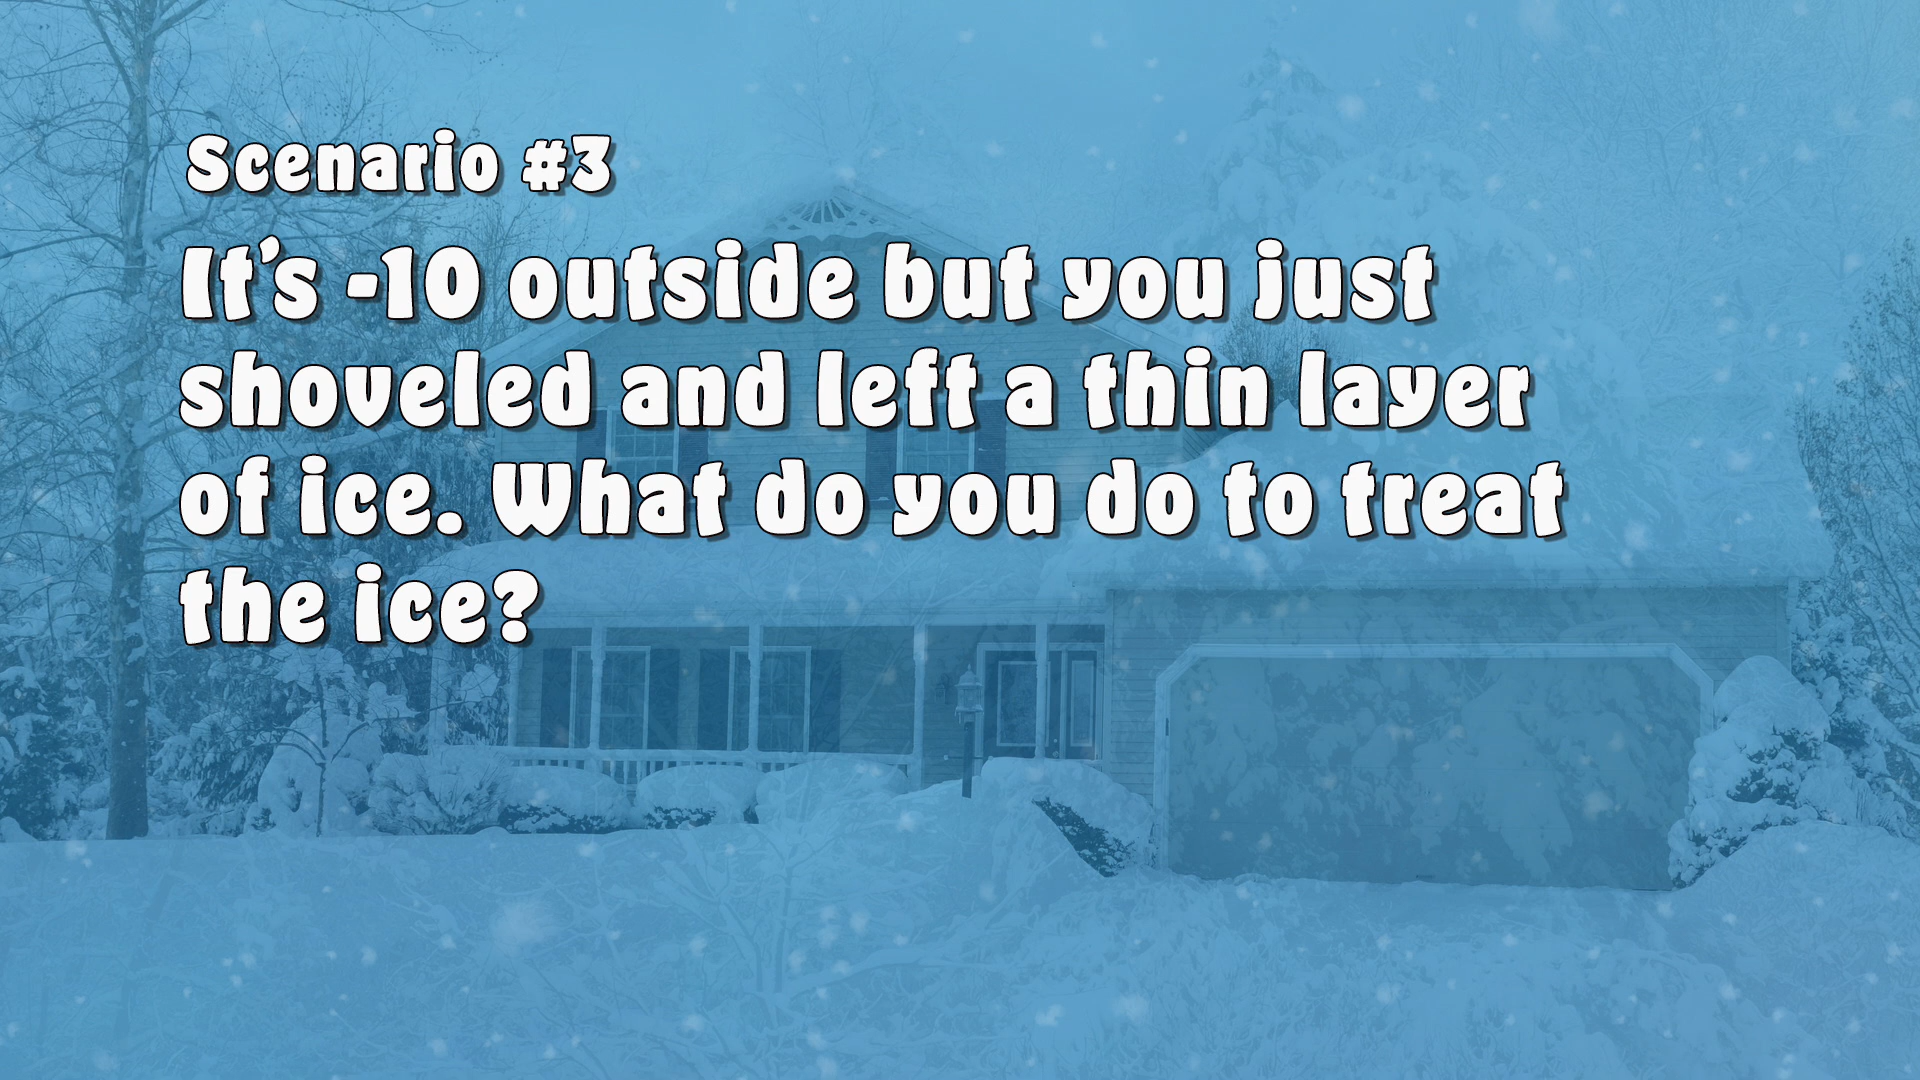 Scenario #3
It’s -10 outside but you just
shoveled and left a thin layer
of ice. What do you do to treat
the ice?